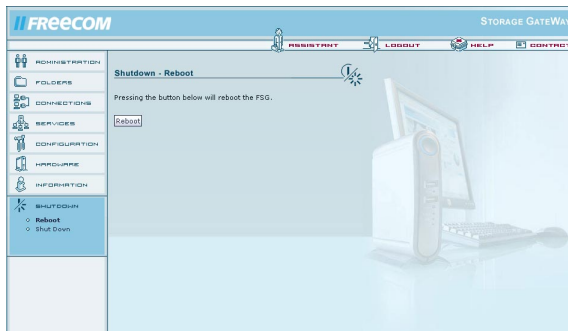 FREECOM
STORAGE GATEWAY
ASSISTANT LOGOUT HELP CONTACT
ADMINISTRATION
FOLDERS
CONNECTIONS
SERVICES
CONFIGURATION
HARDWARE
INFORMATION
SHUTDOWN
Reboot
Shut Down
Shutdown - Reboot
Pressing the button below will reboot the FSG.
Reboot